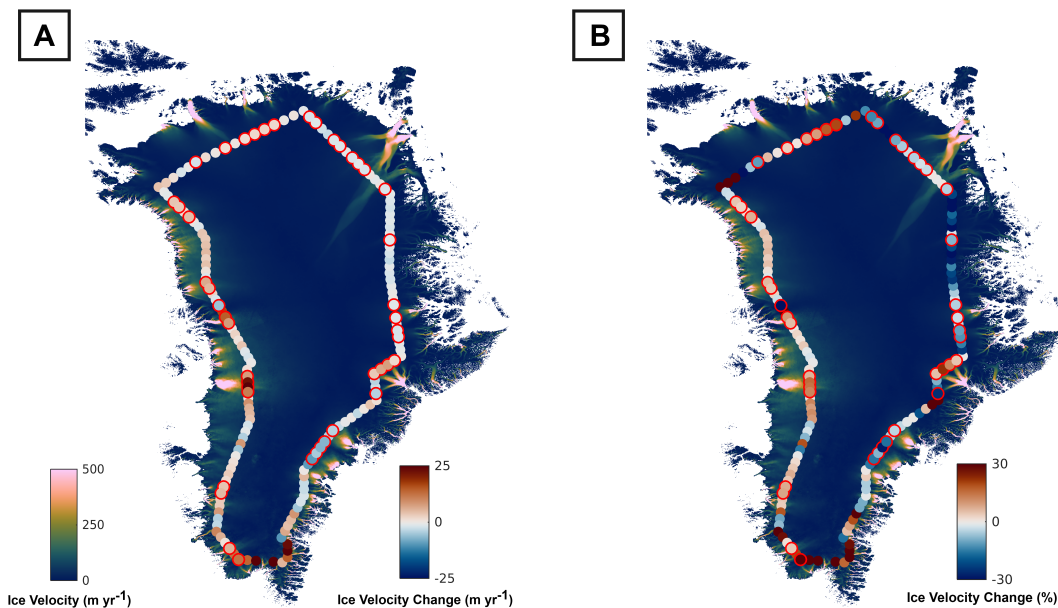 A
B
500
250
0
Ice Velocity (m yr-1)
25
0
-25
Ice Velocity Change (m yr-1)
30
0
-30
Ice Velocity Change (%)